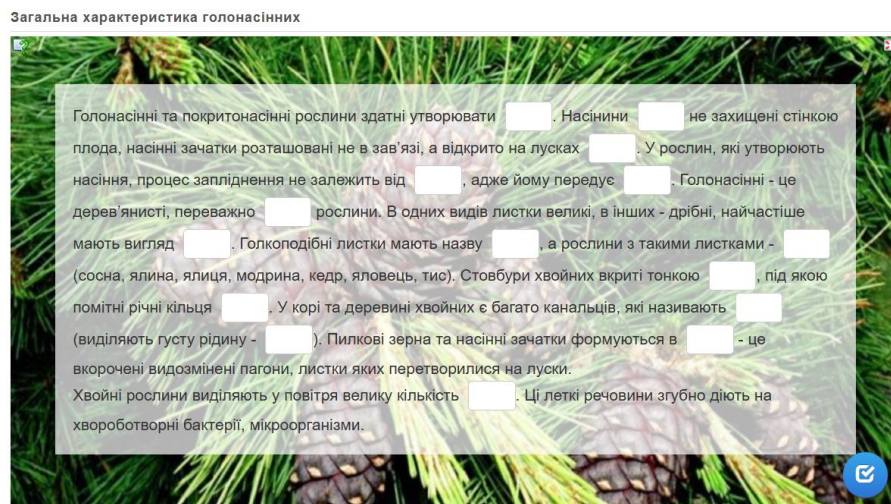 Загальна характеристика голонасінних
Голонасінні та покритонасінні рослини здатні утворювати . Насінини не захищені стінкою
плода, насінні зачатки розташовані не в зав'язі, а відкрито на лусках . У рослин, які утворюють
насіння, процес запліднення не залежить від , адже йому передує . Голонасінні - це
дерев'янисті, переважно рослини. В одних видів листки великі, в інших - дрібні, найчастіше
мають вигляд . Голкоподібні листки мають назву , а рослини з такими листками -
(сосна, ялина, ялиця, модрина, кедр, яловець, тис). Стовбури хвойних вкриті тонкою , під якою
помітні річні кільця . У корі та деревині хвойних є багато канальців, які називають
(виділяють густу рідину - ). Пилкові зерна та насінні зачатки формуються в - це
вкорочені видозмінені пагони, листки яких перетворилися на луски.
Хвойні рослини виділяють у повітря велику кількість . Ці леткі речовини згубно діють на
хвороботворні бактерії, мікроорганізми.